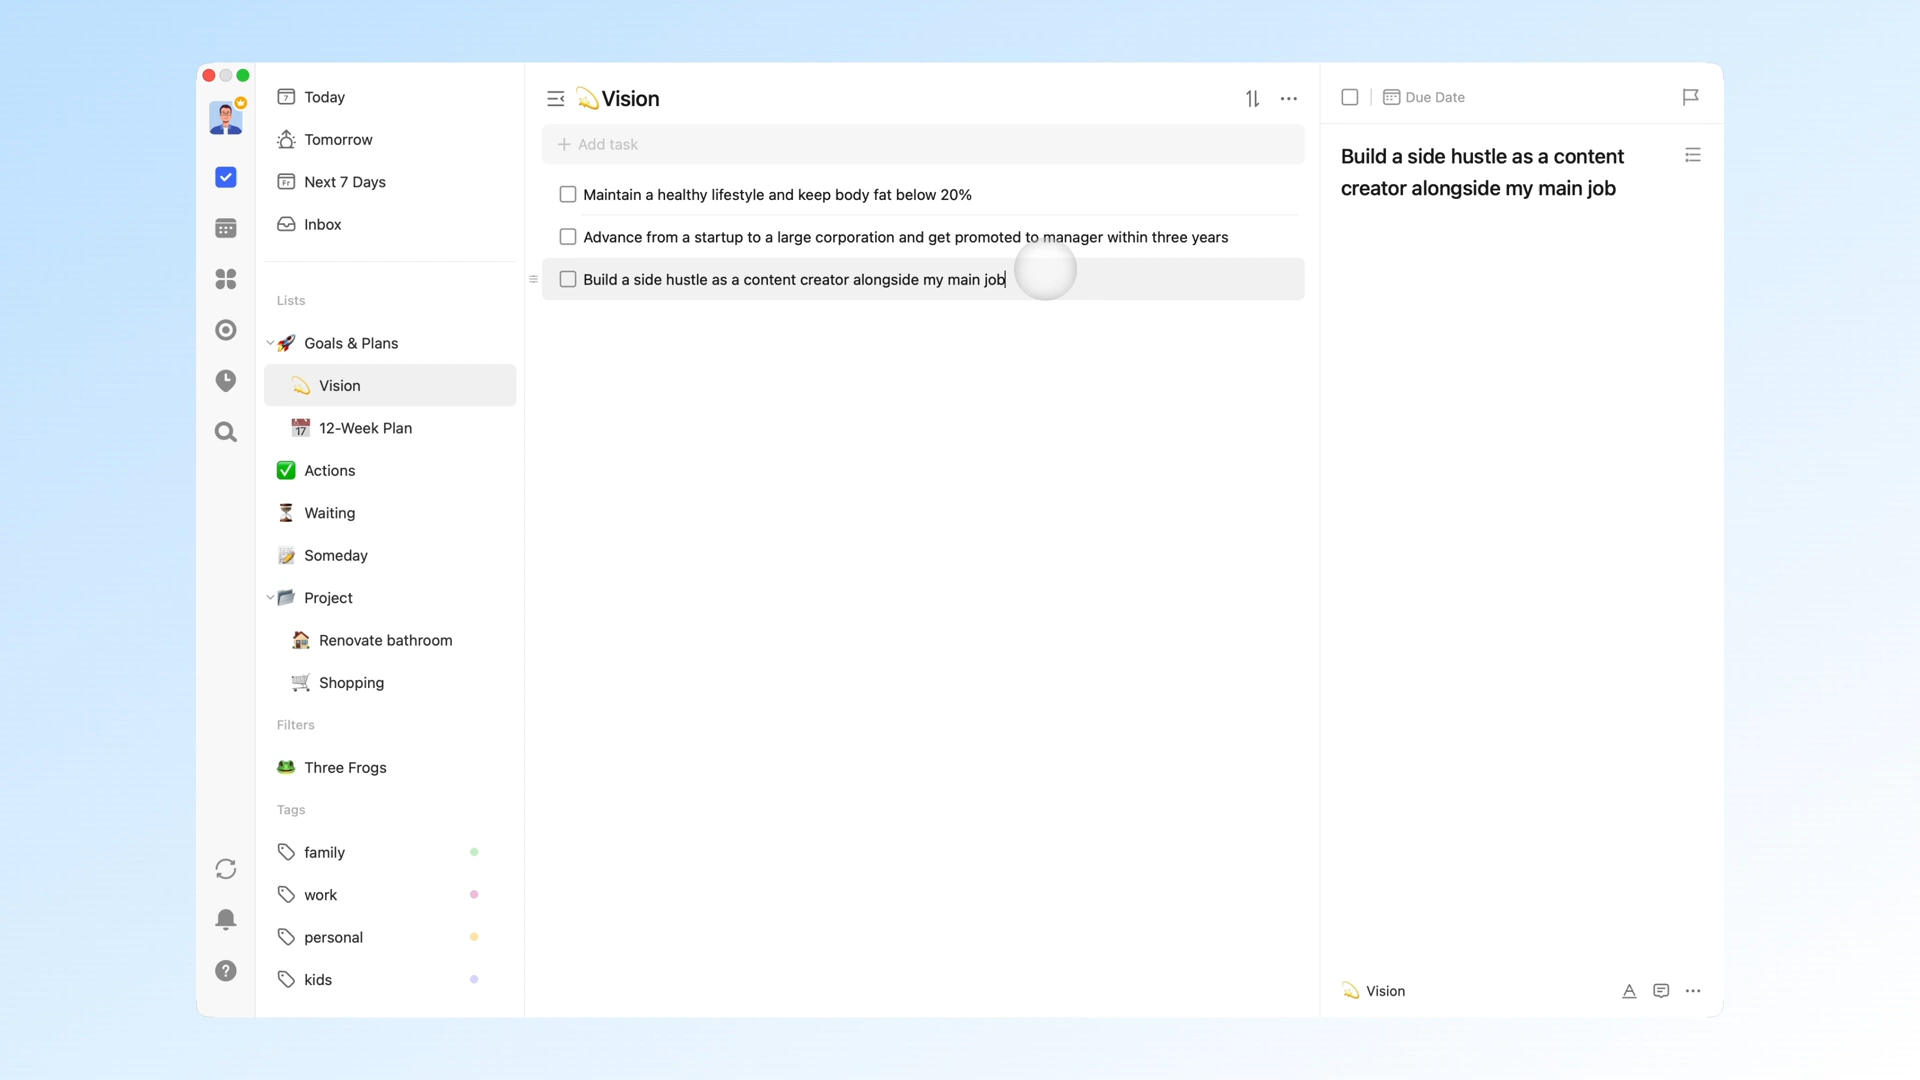 7
Today
Tomorrow
Fr
Next 7 Days
Inbox
Lists
Goals & Plans
Vision
17
12-Week Plan
Actions
Waiting
Someday
Project
Renovate bathroom
Shopping
Filters
Three Frogs
Tags
family
work
personal
kids
Vision
Add task
Maintain a healthy lifestyle and keep body fat below 20%
Advance from a startup to a large corporation and get promoted to manager within three years
Build a side hustle as a content creator alongside my main job
Due Date
Build a side hustle as a content
creator alongside my main job
Vision